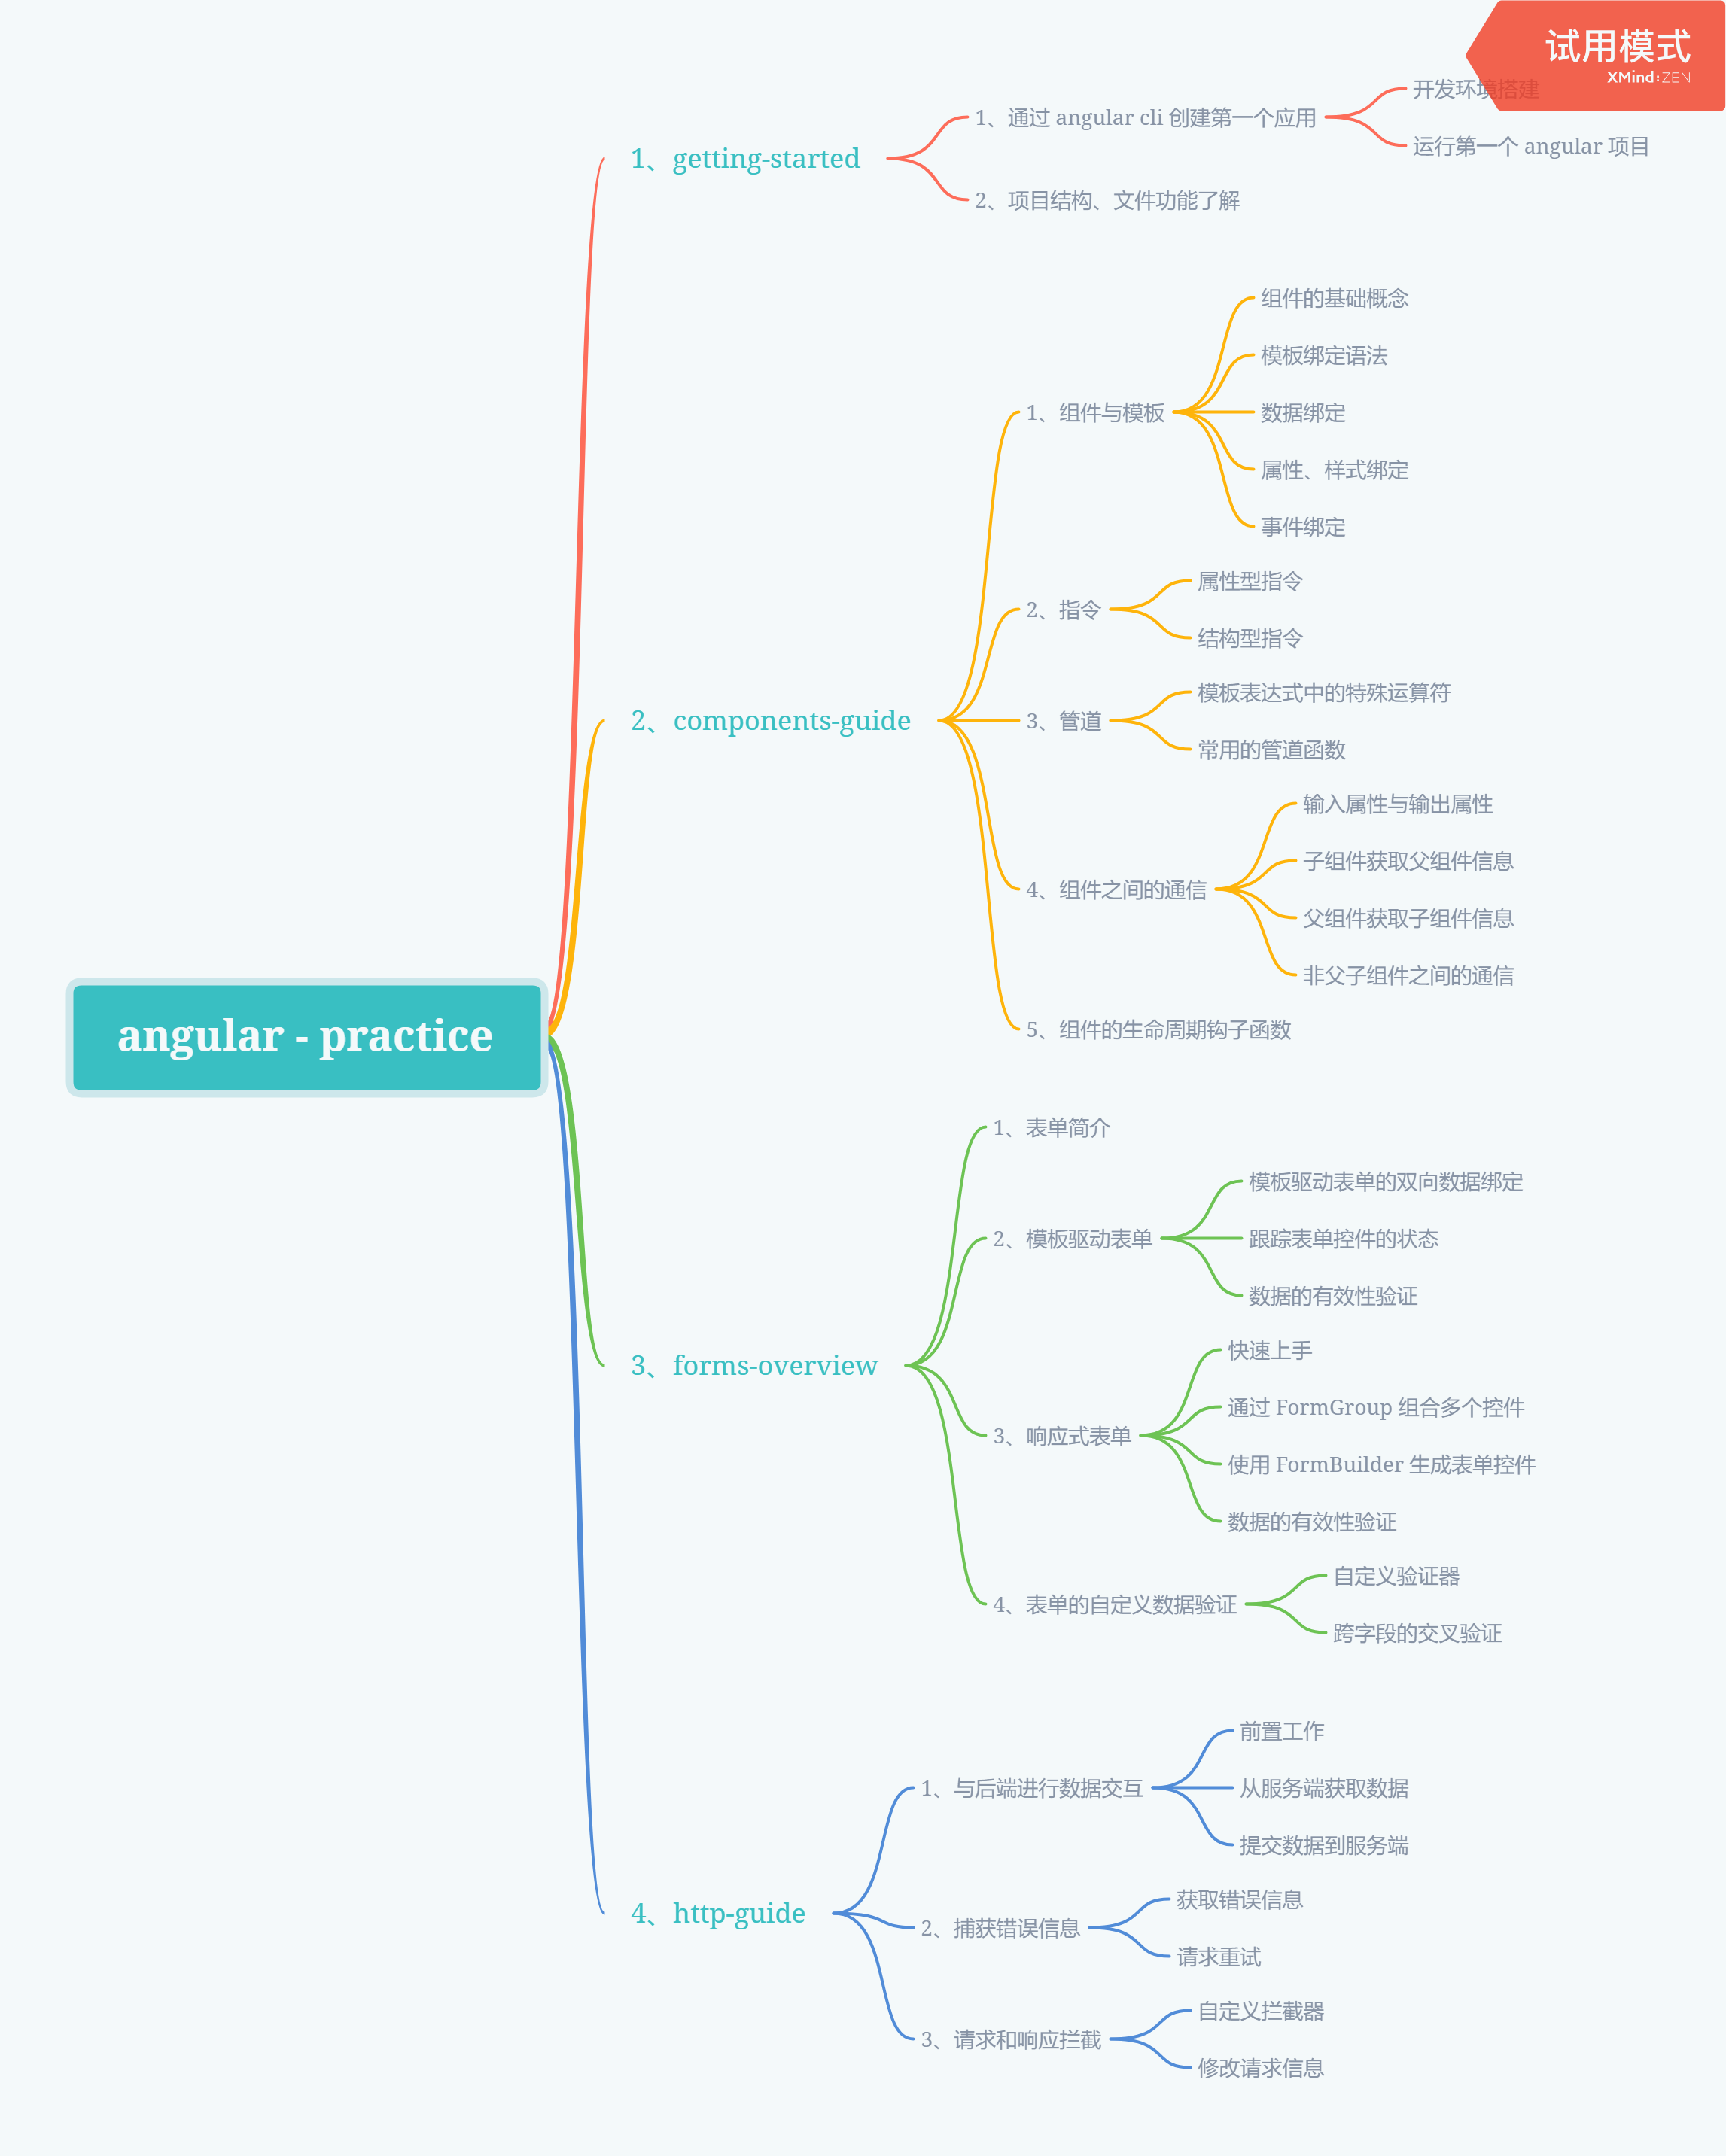 试用模式
XMind:ZEN
angular - practice
1、getting-started
1、通过 angular cli 创建第一个应用
开发环境搭建
运行第一个 angular 项目
2、项目结构、文件功能了解
2、components-guide
1、组件与模板
组件的基础概念
模板绑定语法
数据绑定
属性、样式绑定
事件绑定
2、指令
属性型指令
结构型指令
3、管道
模板表达式中的特殊运算符
常用的管道函数
4、组件之间的通信
输入属性与输出属性
子组件获取父组件信息
父组件获取子组件信息
非父子组件之间的通信
5、组件的生命周期钩子函数
3、forms-overview
1、表单简介
2、模板驱动表单
模板驱动表单的双向数据绑定
跟踪表单控件的状态
数据的有效性验证
3、响应式表单
快速上手
通过 FormGroup 组合多个控件
使用 FormBuilder 生成表单控件
数据的有效性验证
4、表单的自定义数据验证
自定义验证器
跨字段的交叉验证
4、http-guide
1、与后端进行数据交互
前置工作
从服务端获取数据
提交数据到服务端
2、捕获错误信息
获取错误信息
请求重试
3、请求和响应拦截
自定义拦截器
修改请求信息